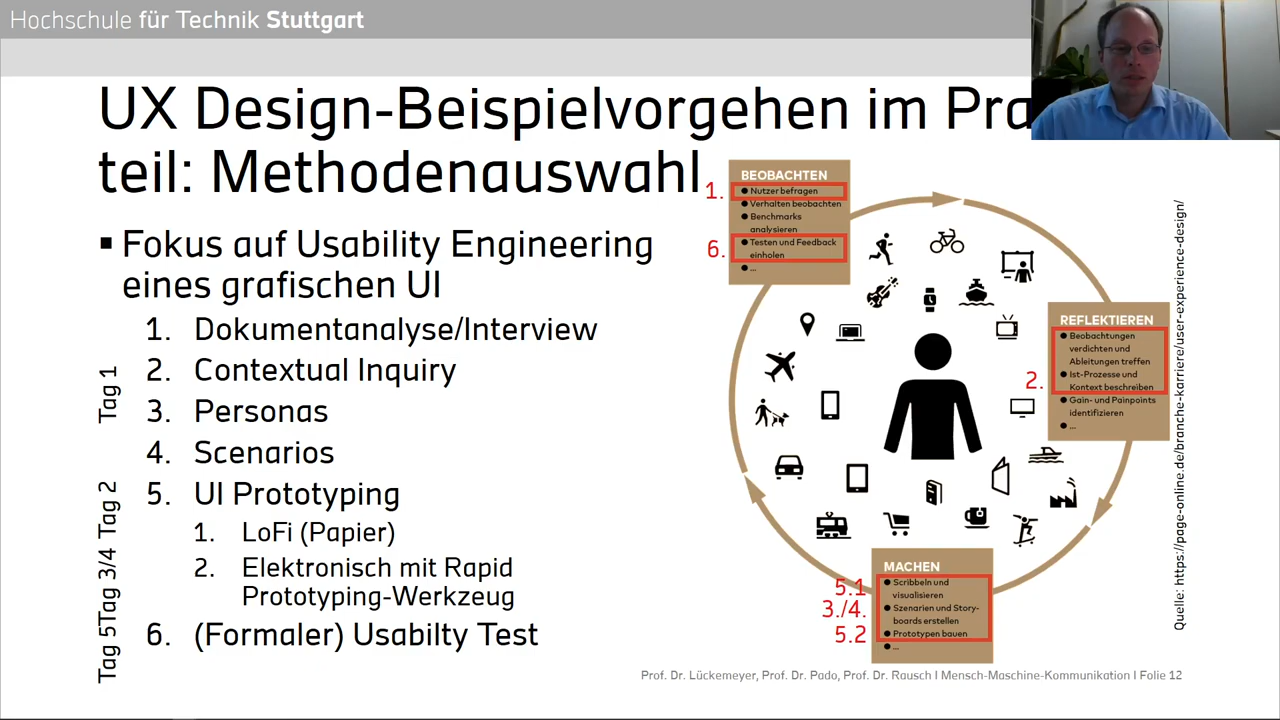 Hochschule für Technik Stuttgart
UX Design-Beispielvorgehen im Pra
teil: Methodenauswahl
▪ Fokus auf Usability Engineering
eines grafischen UI
1. Dokumentanalyse/Interview
2. Contextual Inquiry
3. Personas
4. Scenarios
5. UI Prototyping
1. LoFi (Papier)
2. Elektronisch mit Rapid
Prototyping-Werkzeug
6. (Formaler) Usabilty Test
Tag 1
Tag 2
Tag 3/4
Tag 5
BEOBACHTEN
1.
● Nutzer befragen
● Verhalten beobachten
● Benchmarks
analysieren
6.
● Testen und Feedback
einholen
● ...
REFLEKTIEREN
● Beobachtungen
verdichten und
Ableitungen treffen
2.
● Ist-Prozesse und
Kontext beschreiben
● Gain- und Painpoints
identifizieren
● ...
MACHEN
5.1
● Scribbeln und
visualisieren
3./4.
● Szenarien und Story-
boards erstellen
5.2
● Prototypen bauen
● ...
Quelle: https://page-online.de/branche-karriere/user-experience-design/
Prof. Dr. Lückemeyer, Prof. Dr. Pado, Prof. Dr. Rausch I Mensch-Maschine-Kommunikation I Folie 12